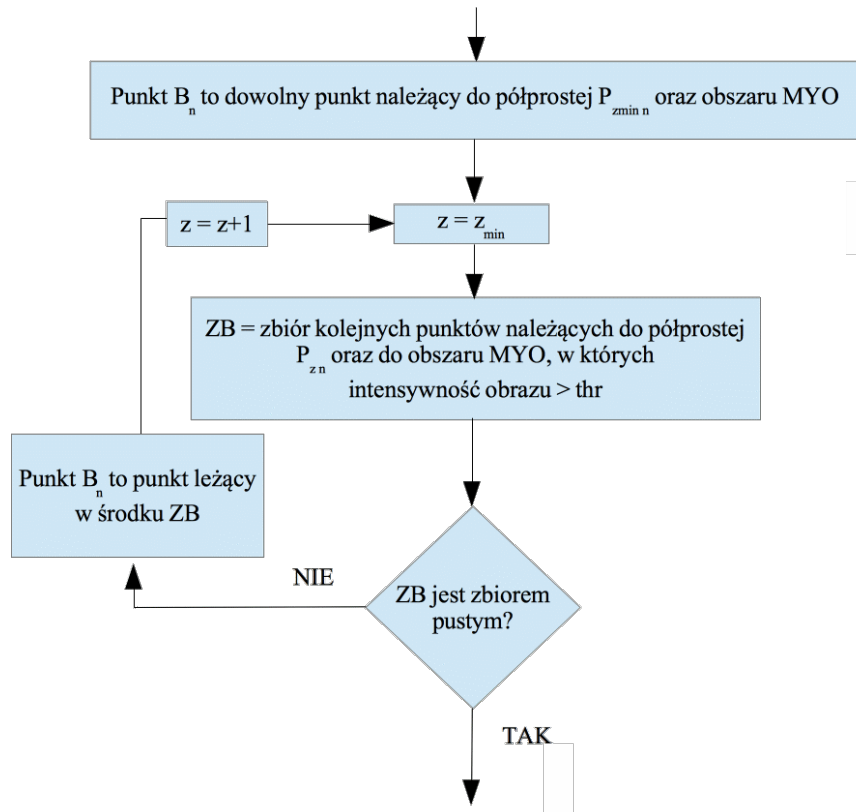 Punkt Bn to dowolny punkt należący do półprostej Pzmin n oraz obszaru MYO
z = z+1
z = zmin
ZB = zbiór kolejnych punktów należących do półprostej
Pz n oraz do obszaru MYO, w których
intensywność obrazu > thr
Punkt Bn to punkt leżący
w środku ZB
NIE
ZB jest zbiorem
pustym?
TAK